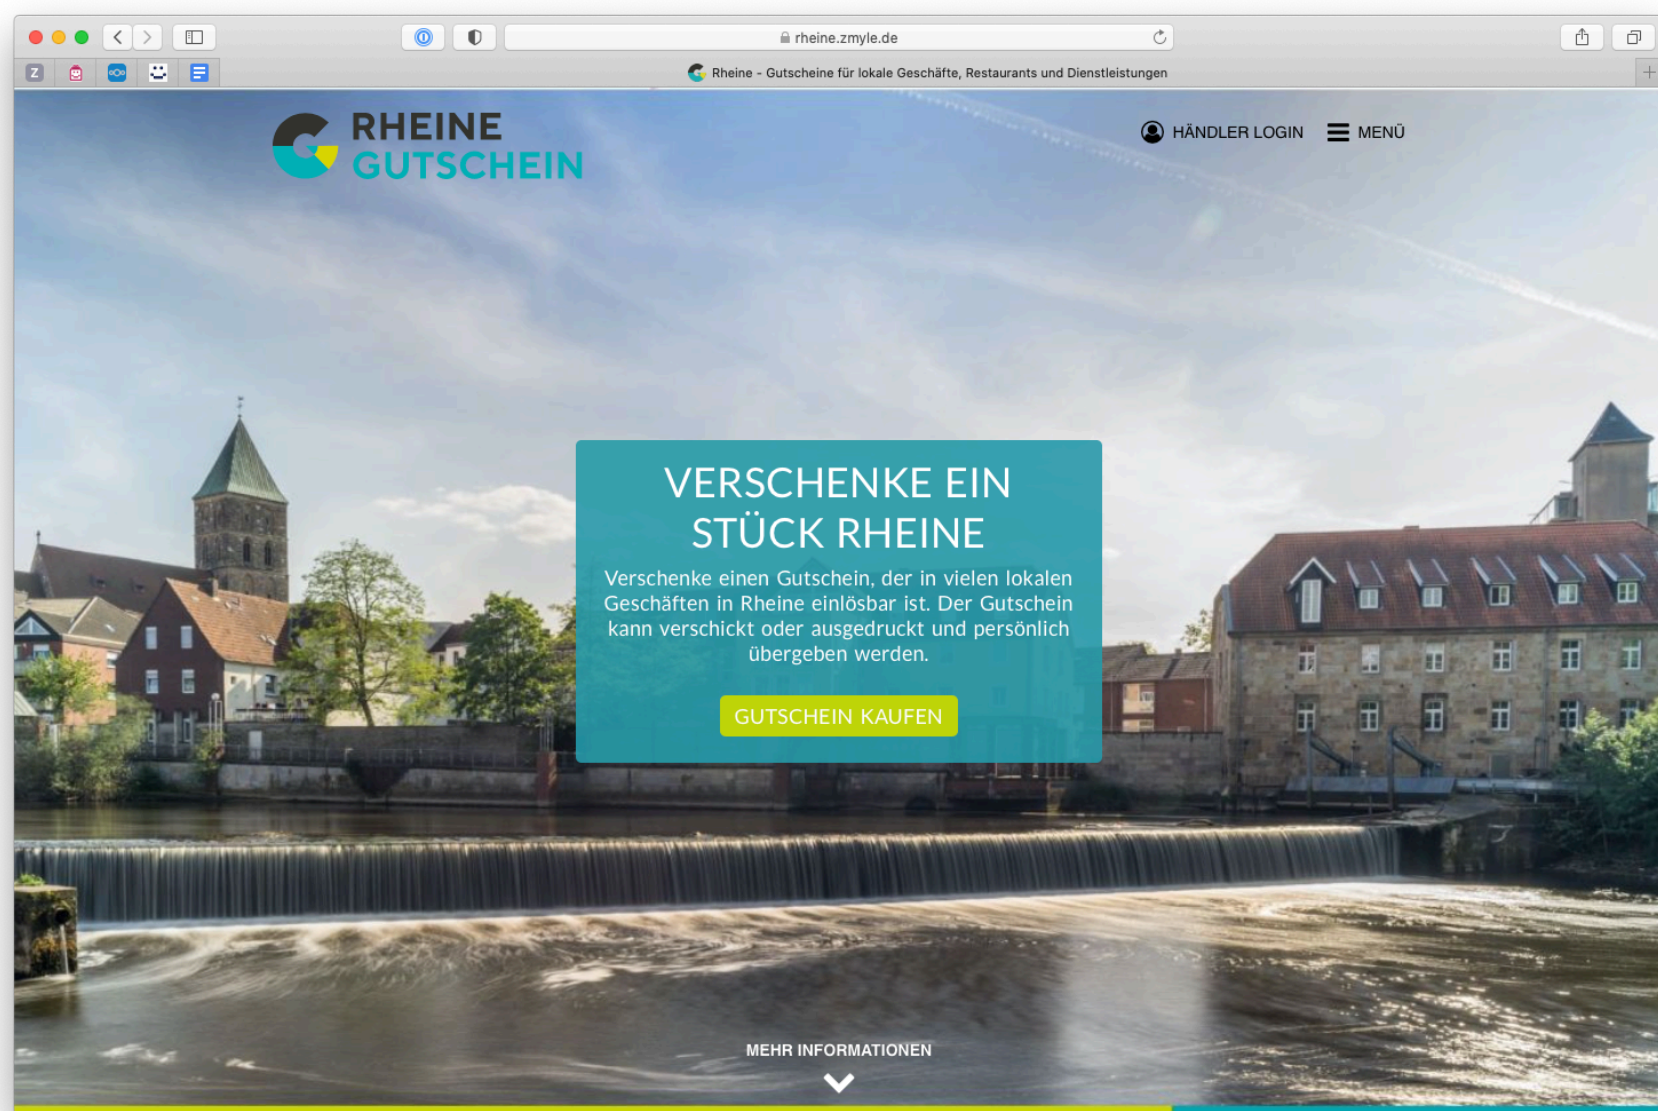 rheine.zmyle.de
Z
Rheine - Gutscheine für lokale Geschäfte, Restaurants und Dienstleistungen
RHEINE
GUTSCHEIN
HÄNDLER LOGIN
MENÜ
VERSCHENKE EIN
STÜCK RHEINE
Verschenke einen Gutschein, der in vielen lokalen
Geschäften in Rheine einlösbar ist. Der Gutschein
kann verschickt oder ausgedruckt und persönlich
übergeben werden.
GUTSCHEIN KAUFEN
MEHR INFORMATIONEN